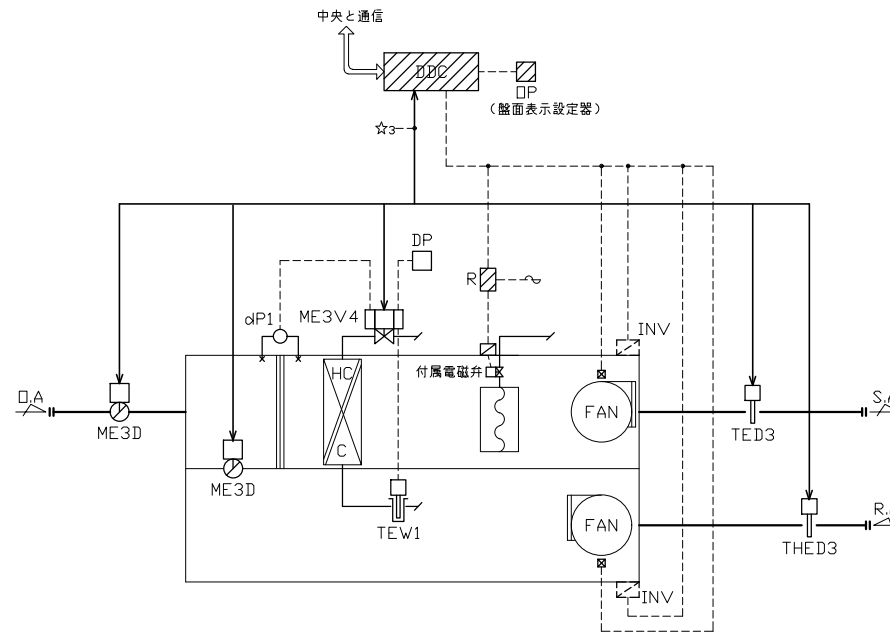 中央と通信
DDC
OP
(盤面表示設定器)
☆3
DP
R
dP1
ME3V4
INV
付属電磁弁
O.A
HC
C
FAN
S.A
ME3D
TED3
ME3D
TEW1
FAN
R.
THED3
INV